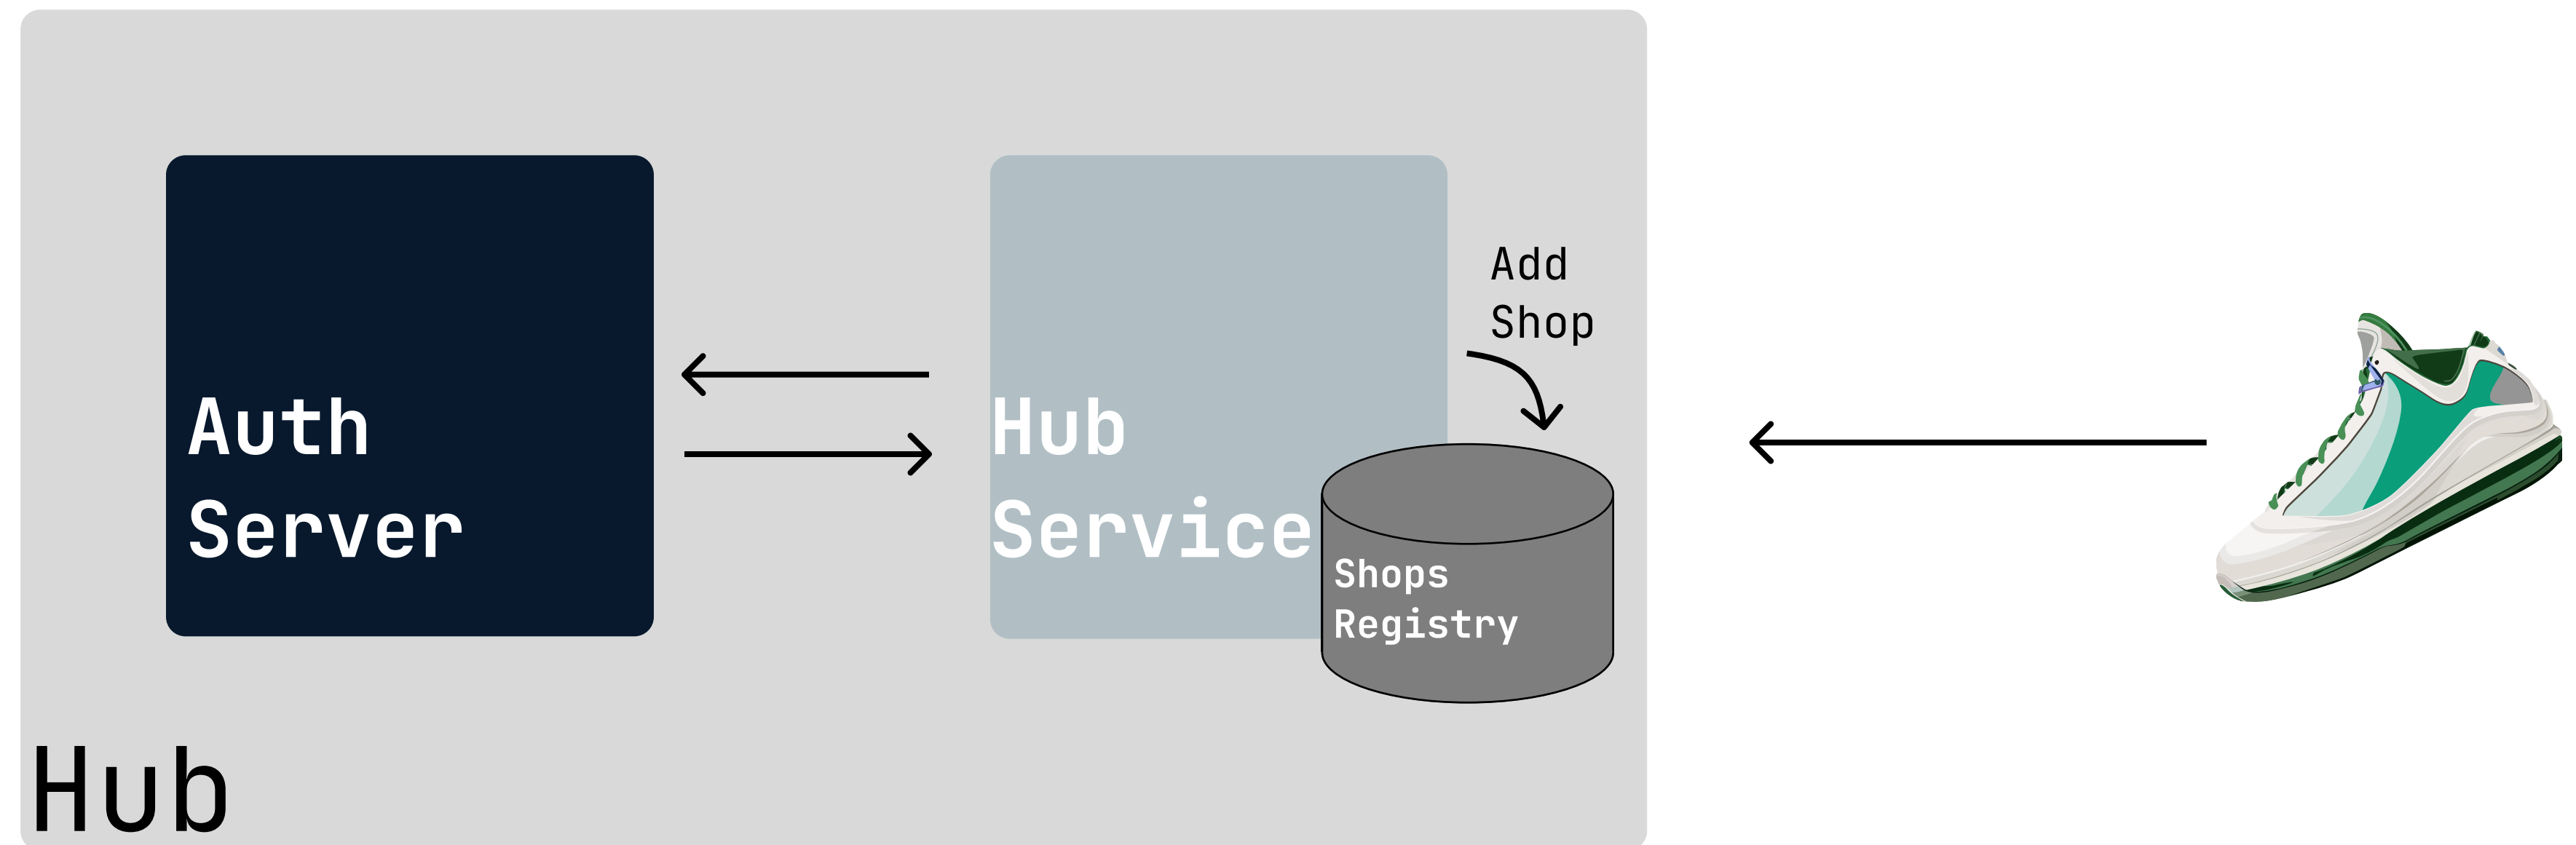 Auth
Server
Hub
Service
Add
Shop
Shops
Registry
Hub